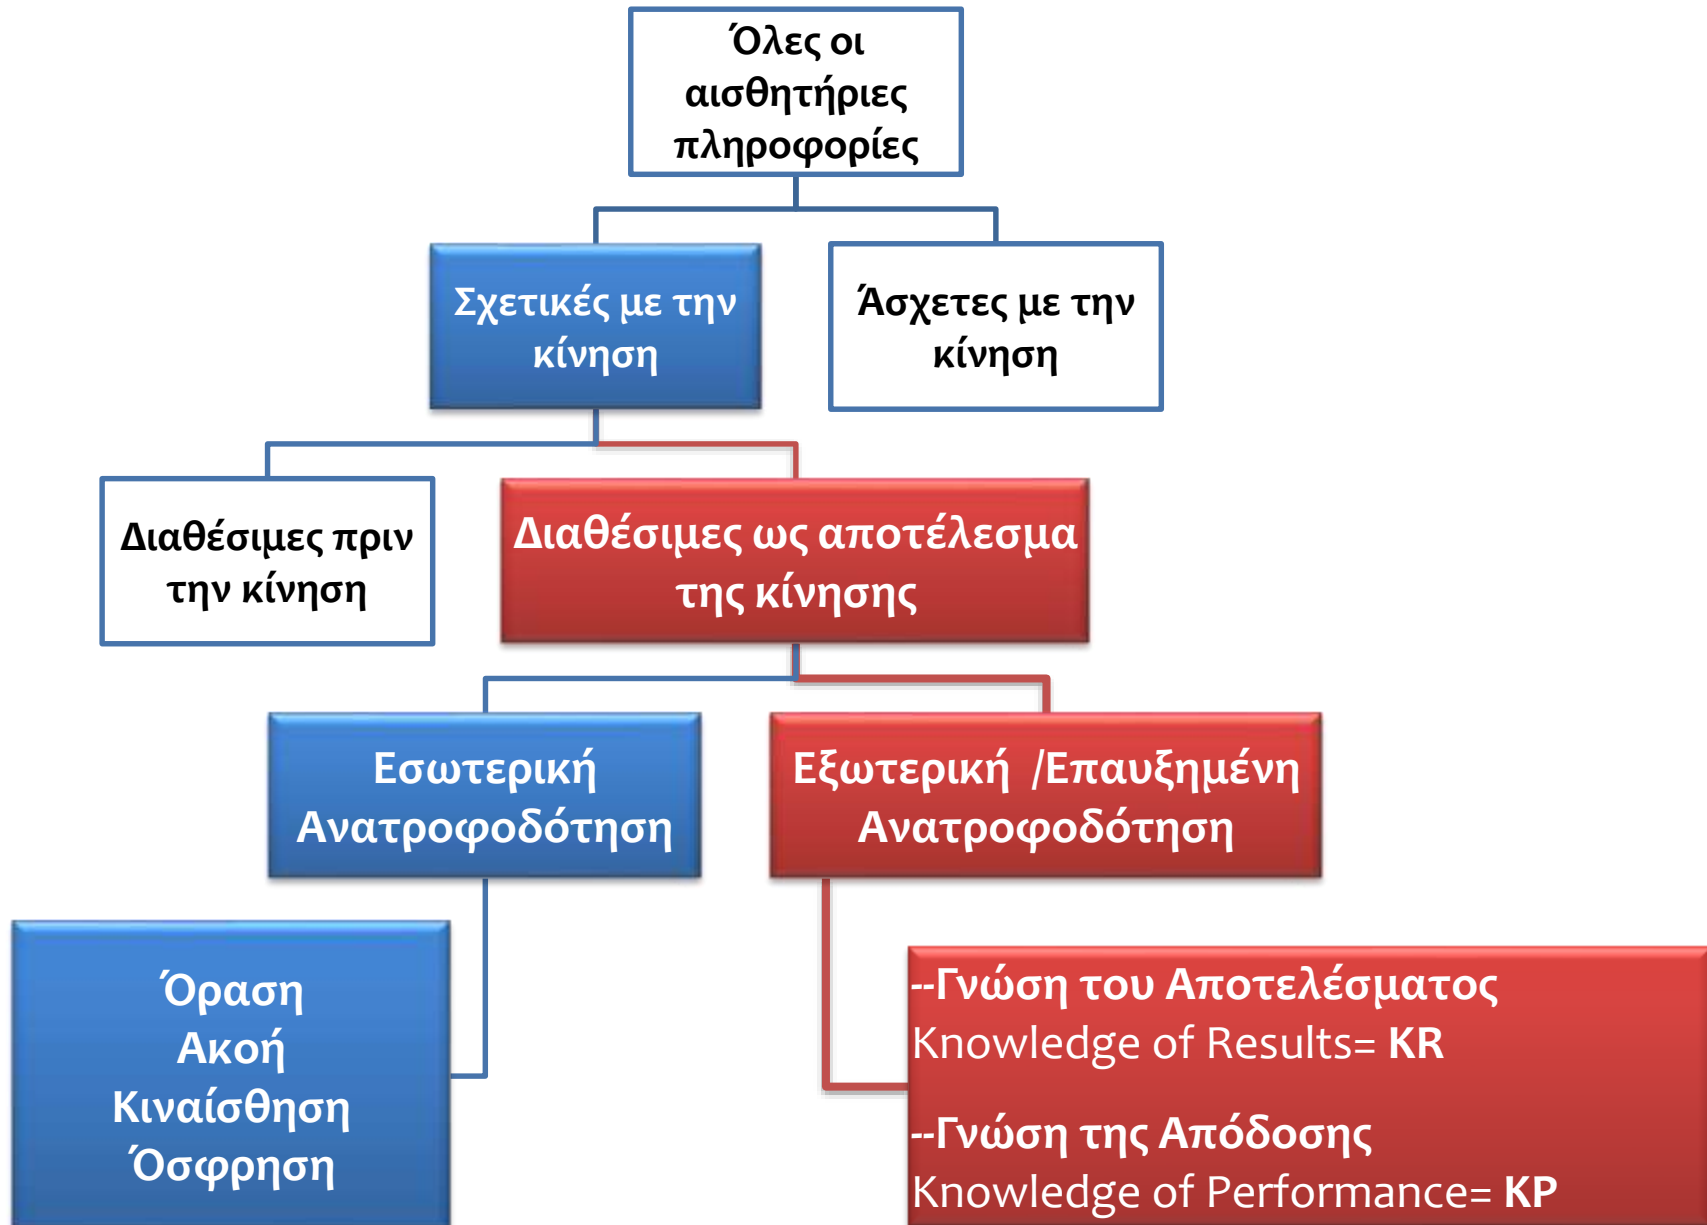 Όλες οι
αισθητήριες
πληροφορίες
Σχετικές με την
κίνηση
Άσχετες με την
κίνηση
Διαθέσιμες πριν
την κίνηση
Διαθέσιμες ως αποτέλεσμα
της κίνησης
Εσωτερική
Ανατροφοδότηση
Εξωτερική /Επαυξημένη
Ανατροφοδότηση
Όραση
Ακοή
Κιναίσθηση
Όσφρηση
--Γνώση του Αποτελέσματος
Knowledge of Results= KR
--Γνώση της Απόδοσης
Knowledge of Performance= KP